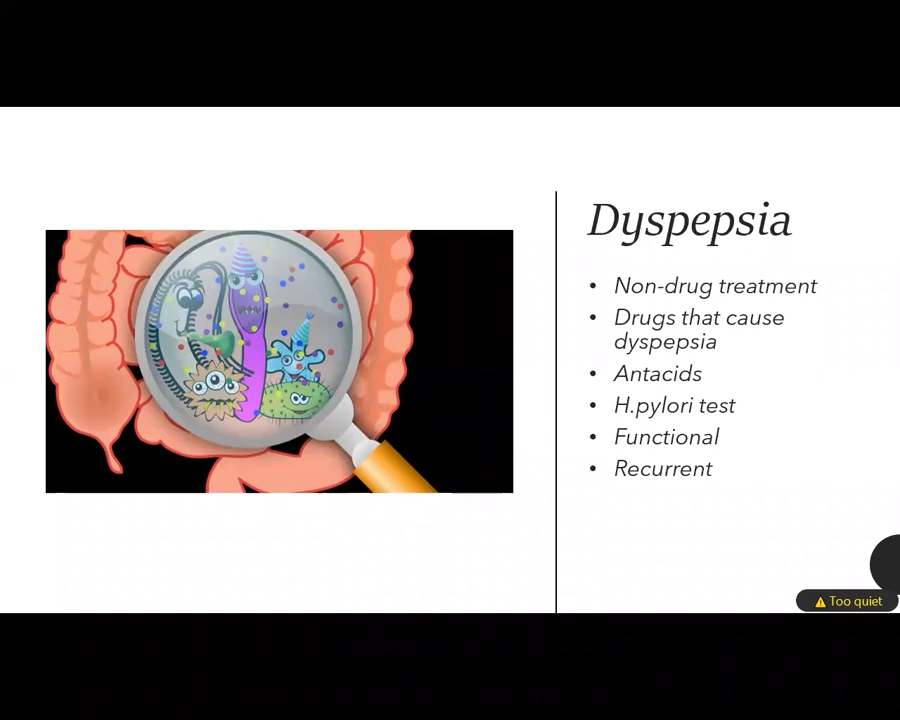 Dyspepsia
• Non-drug treatment
• Drugs that cause
dyspepsia
• Antacids
• H.pylori test
• Functional
• Recurrent
Too quiet